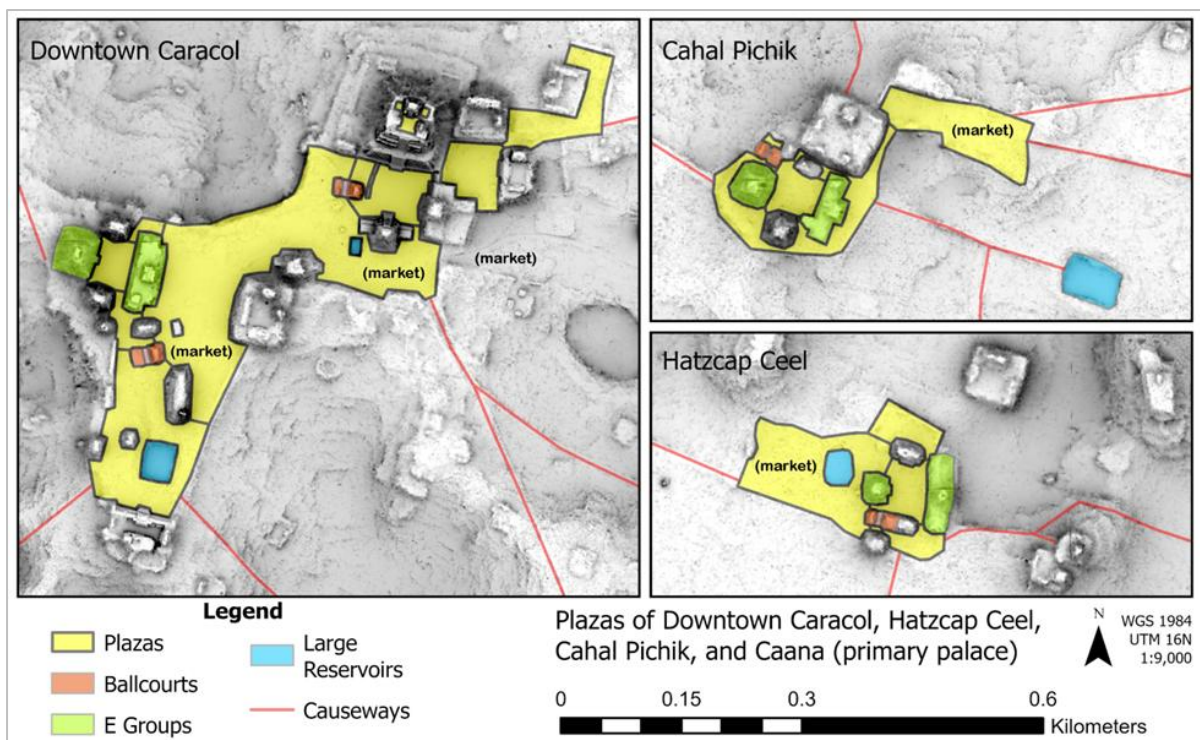 Downtown Caracol
(market)
(market)
(market)
Cahal Pichik
(market)
Hatzcap Ceel
(market)
Legend
Plazas
Ballcourts
E Groups
Large
Reservoirs
Causeways
Plazas of Downtown Caracol, Hatzcap Ceel,
Cahal Pichik, and Caana (primary palace)
N
WGS 1984
UTM 16N
1:9,000
0 0.15 0.3 0.6
Kilometers